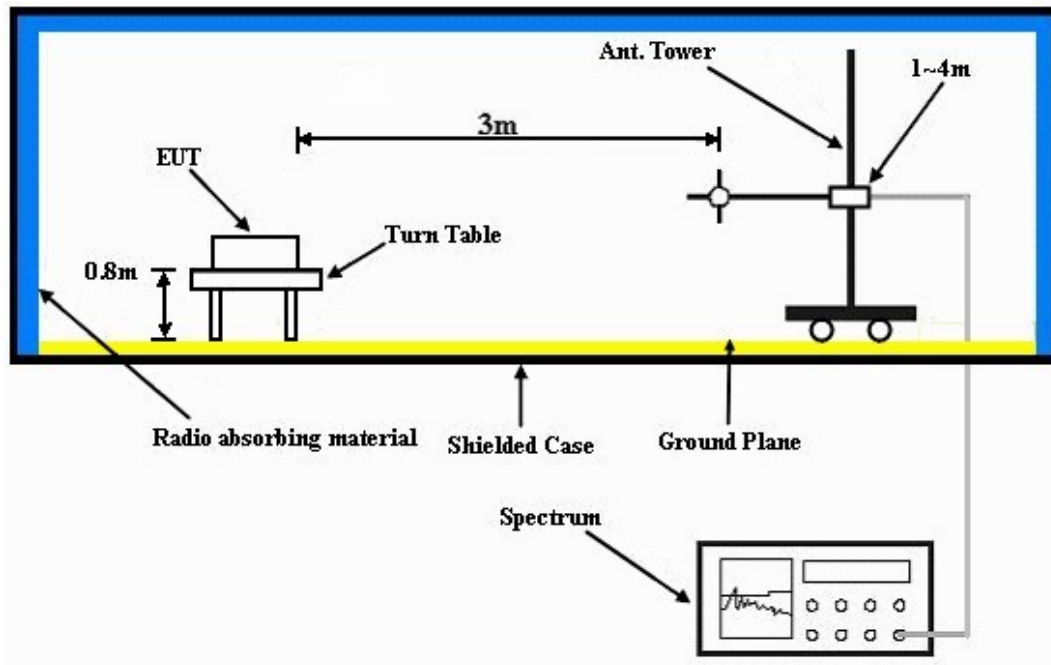 Ant. Tower
1~4m
3m
EUT
Turn Table
0.8m
Radio absorbing material
Shielded Case
Ground Plane
Spectrum